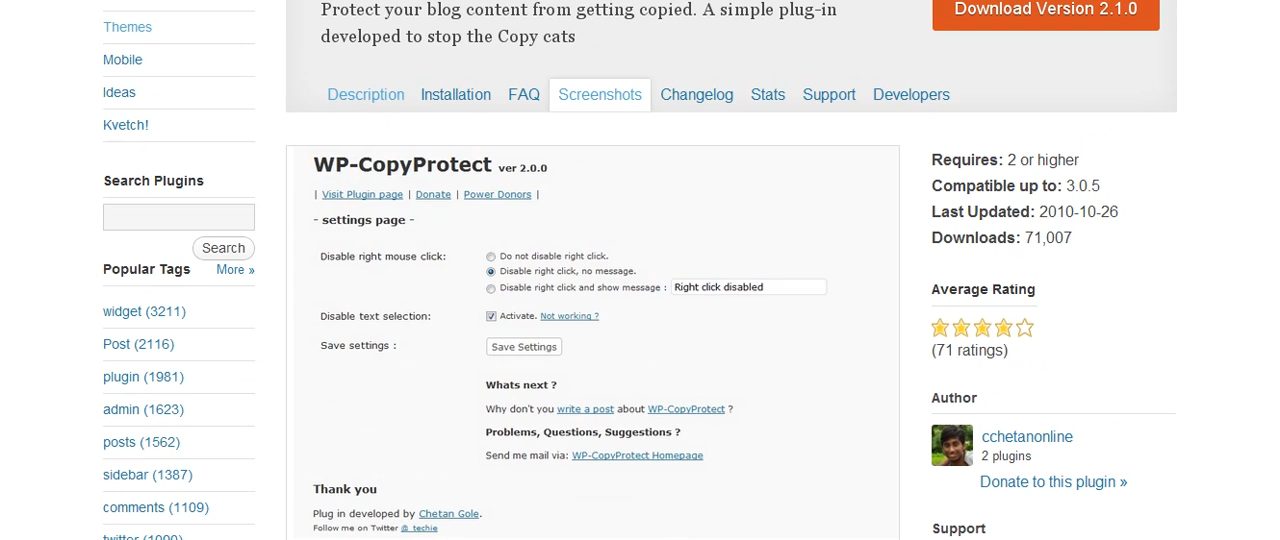 Themes
Mobile
Ideas
Kvetch!
Search Plugins
Search
Popular Tags More »
widget (3211)
Post (2116)
plugin (1981)
admin (1623)
posts (1562)
sidebar (1387)
comments (1109)
twitter (1090)
Protect your blog content from getting copied. A simple plug-in
developed to stop the Copy cats
Download Version 2.1.0
Description Installation FAQ Screenshots Changelog Stats Support Developers
WP-CopyProtect ver 2.0.0
| Visit Plugin page | Donate | Power Donors |
- settings page -
Disable right mouse click: Do not disable right click.
Disable right click, no message.
Disable right click and show message : Right click disabled
Disable text selection: Activate. Not working ?
Save settings : Save Settings
Whats next ?
Why don't you write a post about WP-CopyProtect ?
Problems, Questions, Suggestions ?
Send me mail via: WP-CopyProtect Homepage
Thank you
Plug in developed by Chetan Gole.
Follow me on Twitter @_techie
Requires: 2 or higher
Compatible up to: 3.0.5
Last Updated: 2010-10-26
Downloads: 71,007
Average Rating
(71 ratings)
Author
cchetanonline
2 plugins
Donate to this plugin »
Support